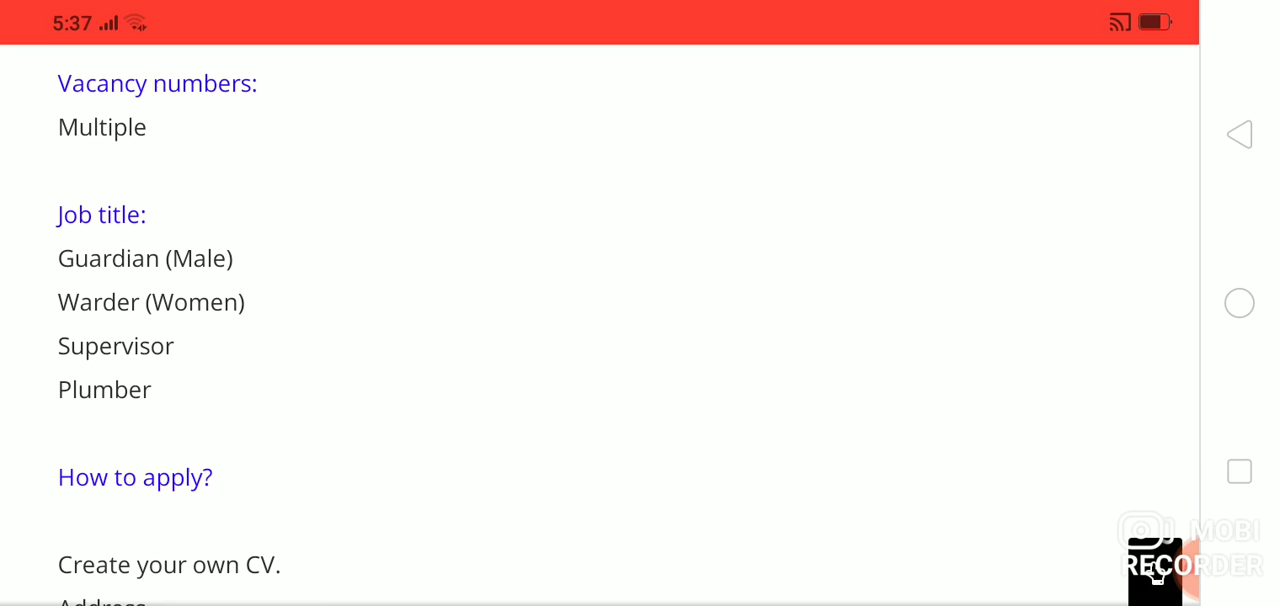 5:37
Vacancy numbers:
Multiple
Job title:
Guardian (Male)
Warder (Women)
Supervisor
Plumber
How to apply?
Create your own CV.
Address
MOBI
RECORDER